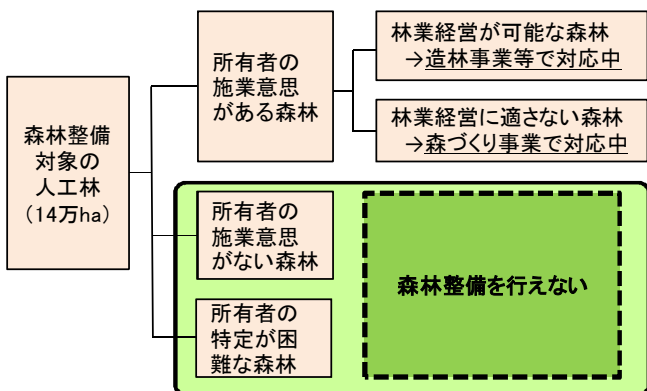 森林整備
対象の
人工林
（14万ha）
所有者の
施業意思
がある森林
林業経営が可能な森林
→造林事業等で対応中
林業経営に適さない森林
→森づくり事業で対応中
所有者の
施業意思
がない森林
所有者の
特定が困
難な森林
森林整備を行えない